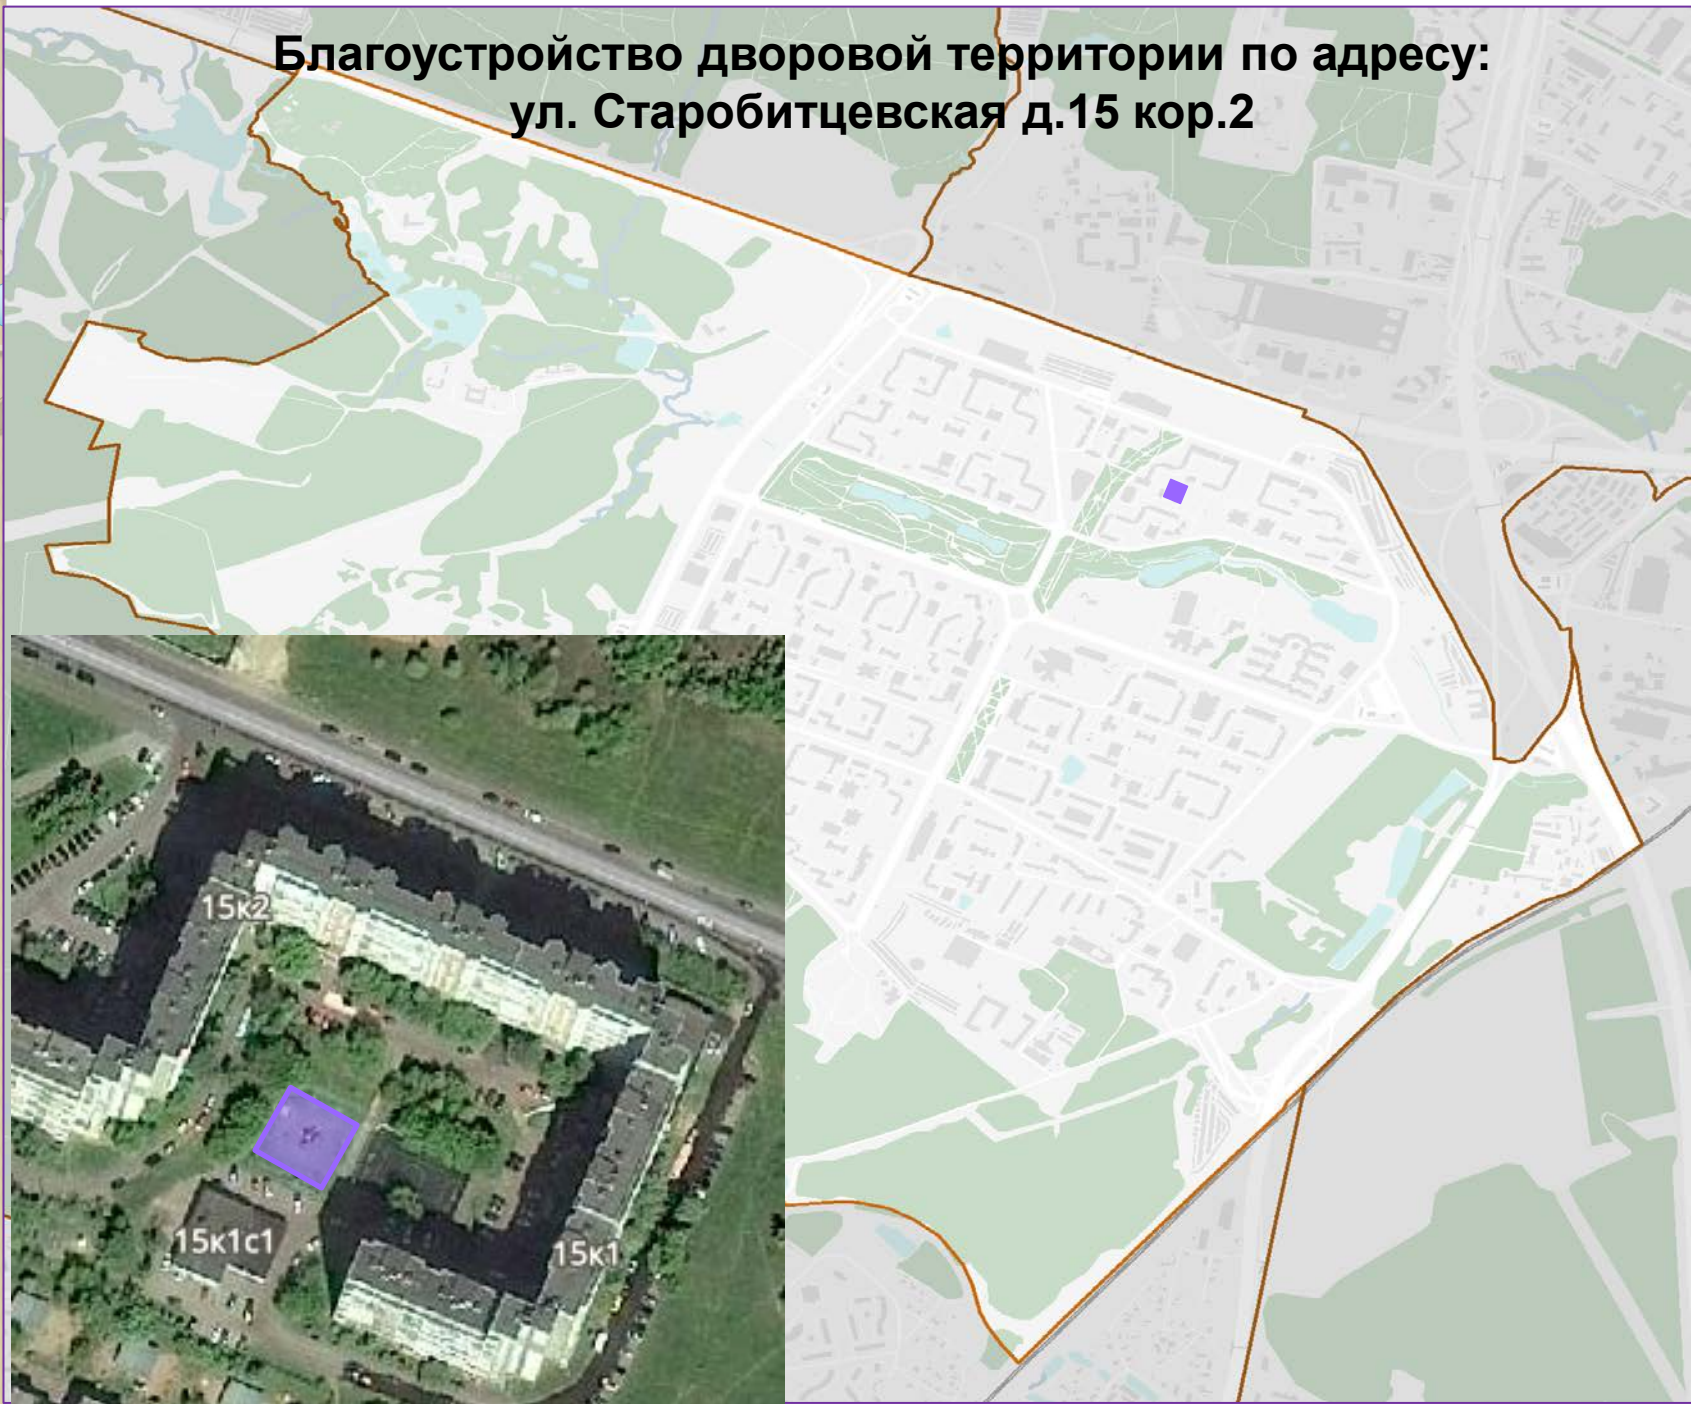 Благоустройство дворовой территории по адресу:
ул. Старобитцевская д.15 кор.2
15к2
15к1с1
15к1